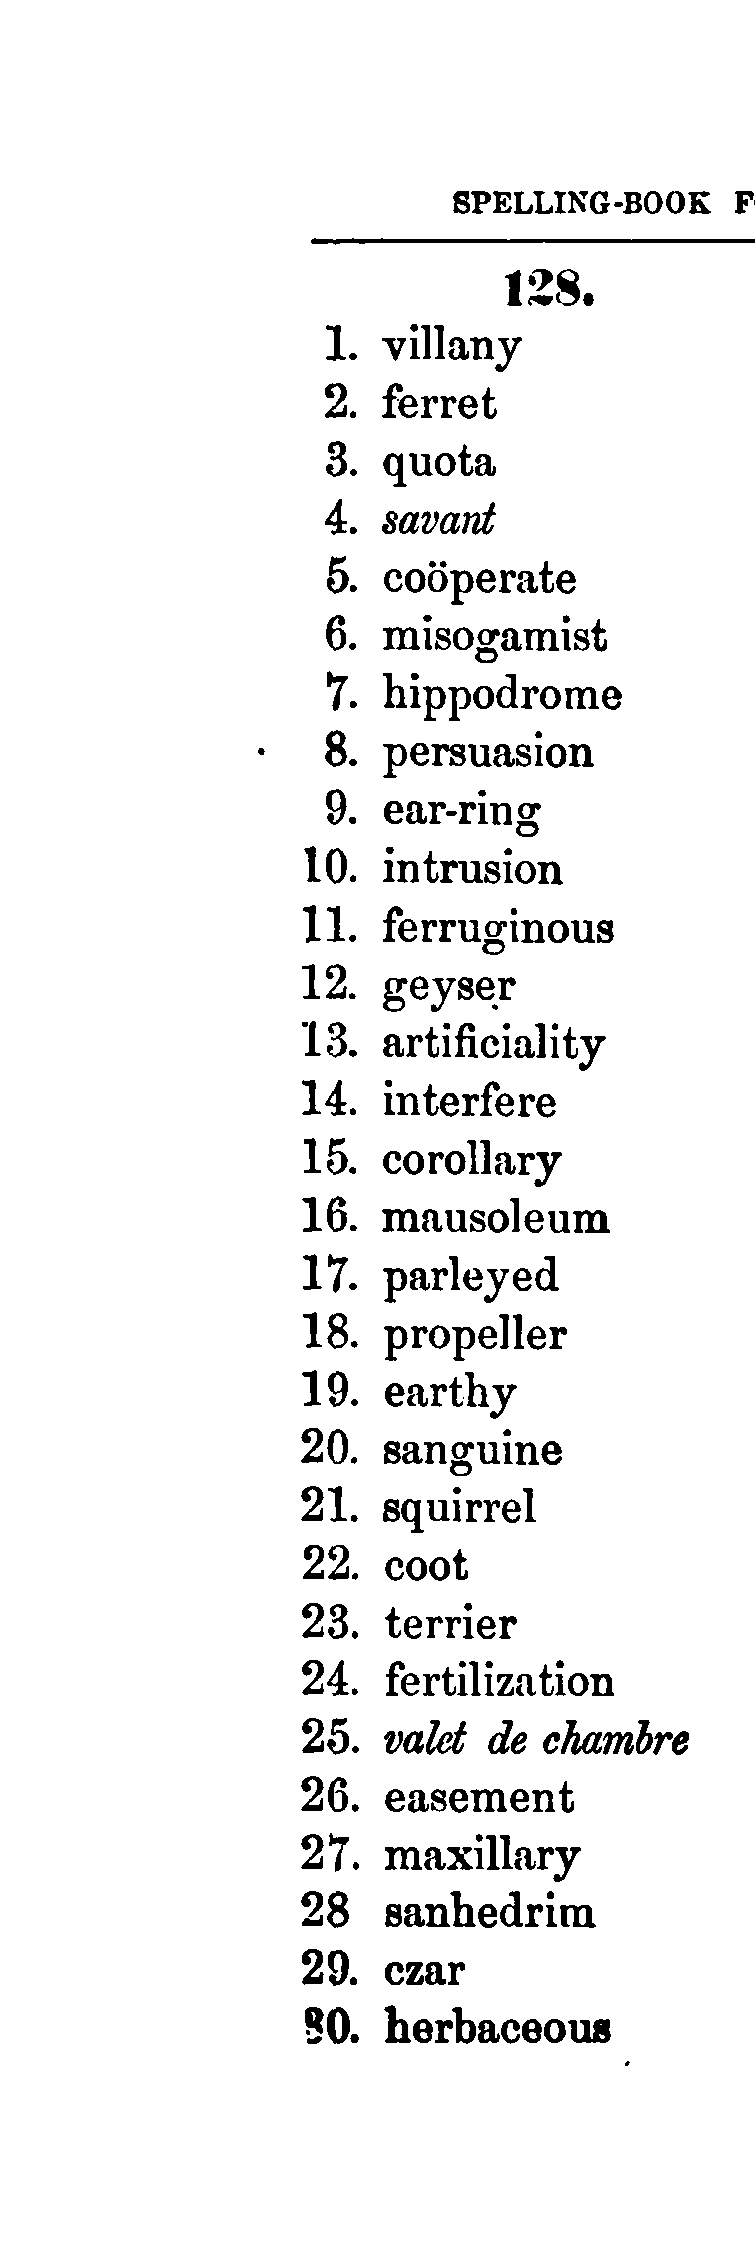 SPELLING-BOOK
128.
1. villany
2. ferret
3. quota
4. savant
5. coöperate
6. misogamist
7. hippodrome
8. persuasion
9. ear-ring
10. intrusion
11. ferruginous
12. geyser
13. artificiality
14. interfere
15. corollary
16. mausoleum
17. parleyed
18. propeller
19. earthy
20. sanguine
21. squirrel
22. coot
23. terrier
24. fertilization
25. valet de chambre
26. easement
27. maxillary
28 sanhedrim
29. czar
30. herbaceous